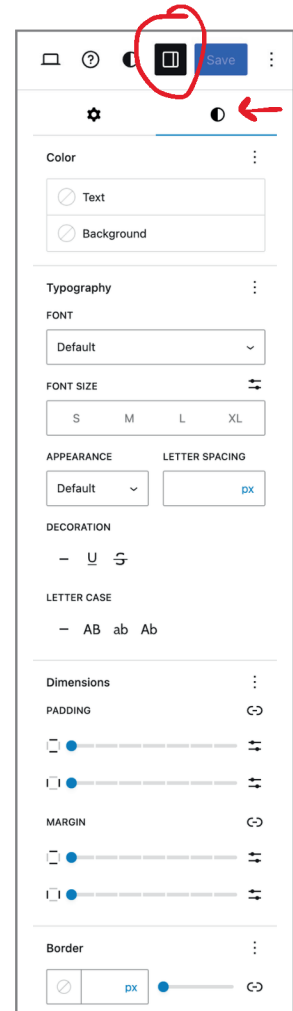 Save
Color
Text
Background
Typography
FONT
Default
FONT SIZE
S M L XL
APPEARANCE LETTER SPACING
Default px
DECORATION
– U S
LETTER CASE
– AB ab Ab
Dimensions
PADDING
MARGIN
Border
px